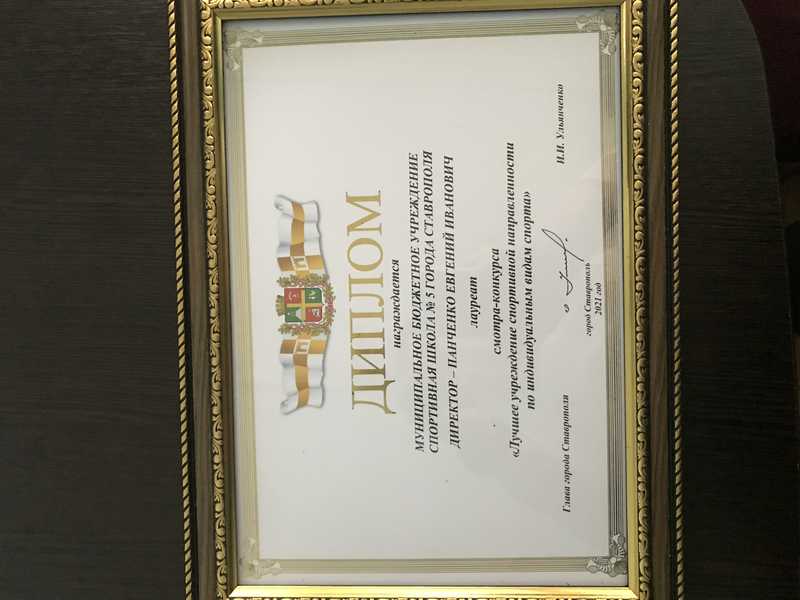 ДИПЛОМ
награждается
МУНИЦИПАЛЬНОЕ БЮДЖЕТНОЕ УЧРЕЖДЕНИЕ
СПОРТИВНАЯ ШКОЛА № 5 ГОРОДА СТАВРОПОЛЯ
ДИРЕКТОР – ПАНЧЕНКО ЕВГЕНИЙ ИВАНОВИЧ
лауреат
смотра-конкурса
«Лучшее учреждение спортивной направленности
по индивидуальным видам спорта»
Глава города Ставрополя И.И. Ульянченко
город Ставрополь
2021 год